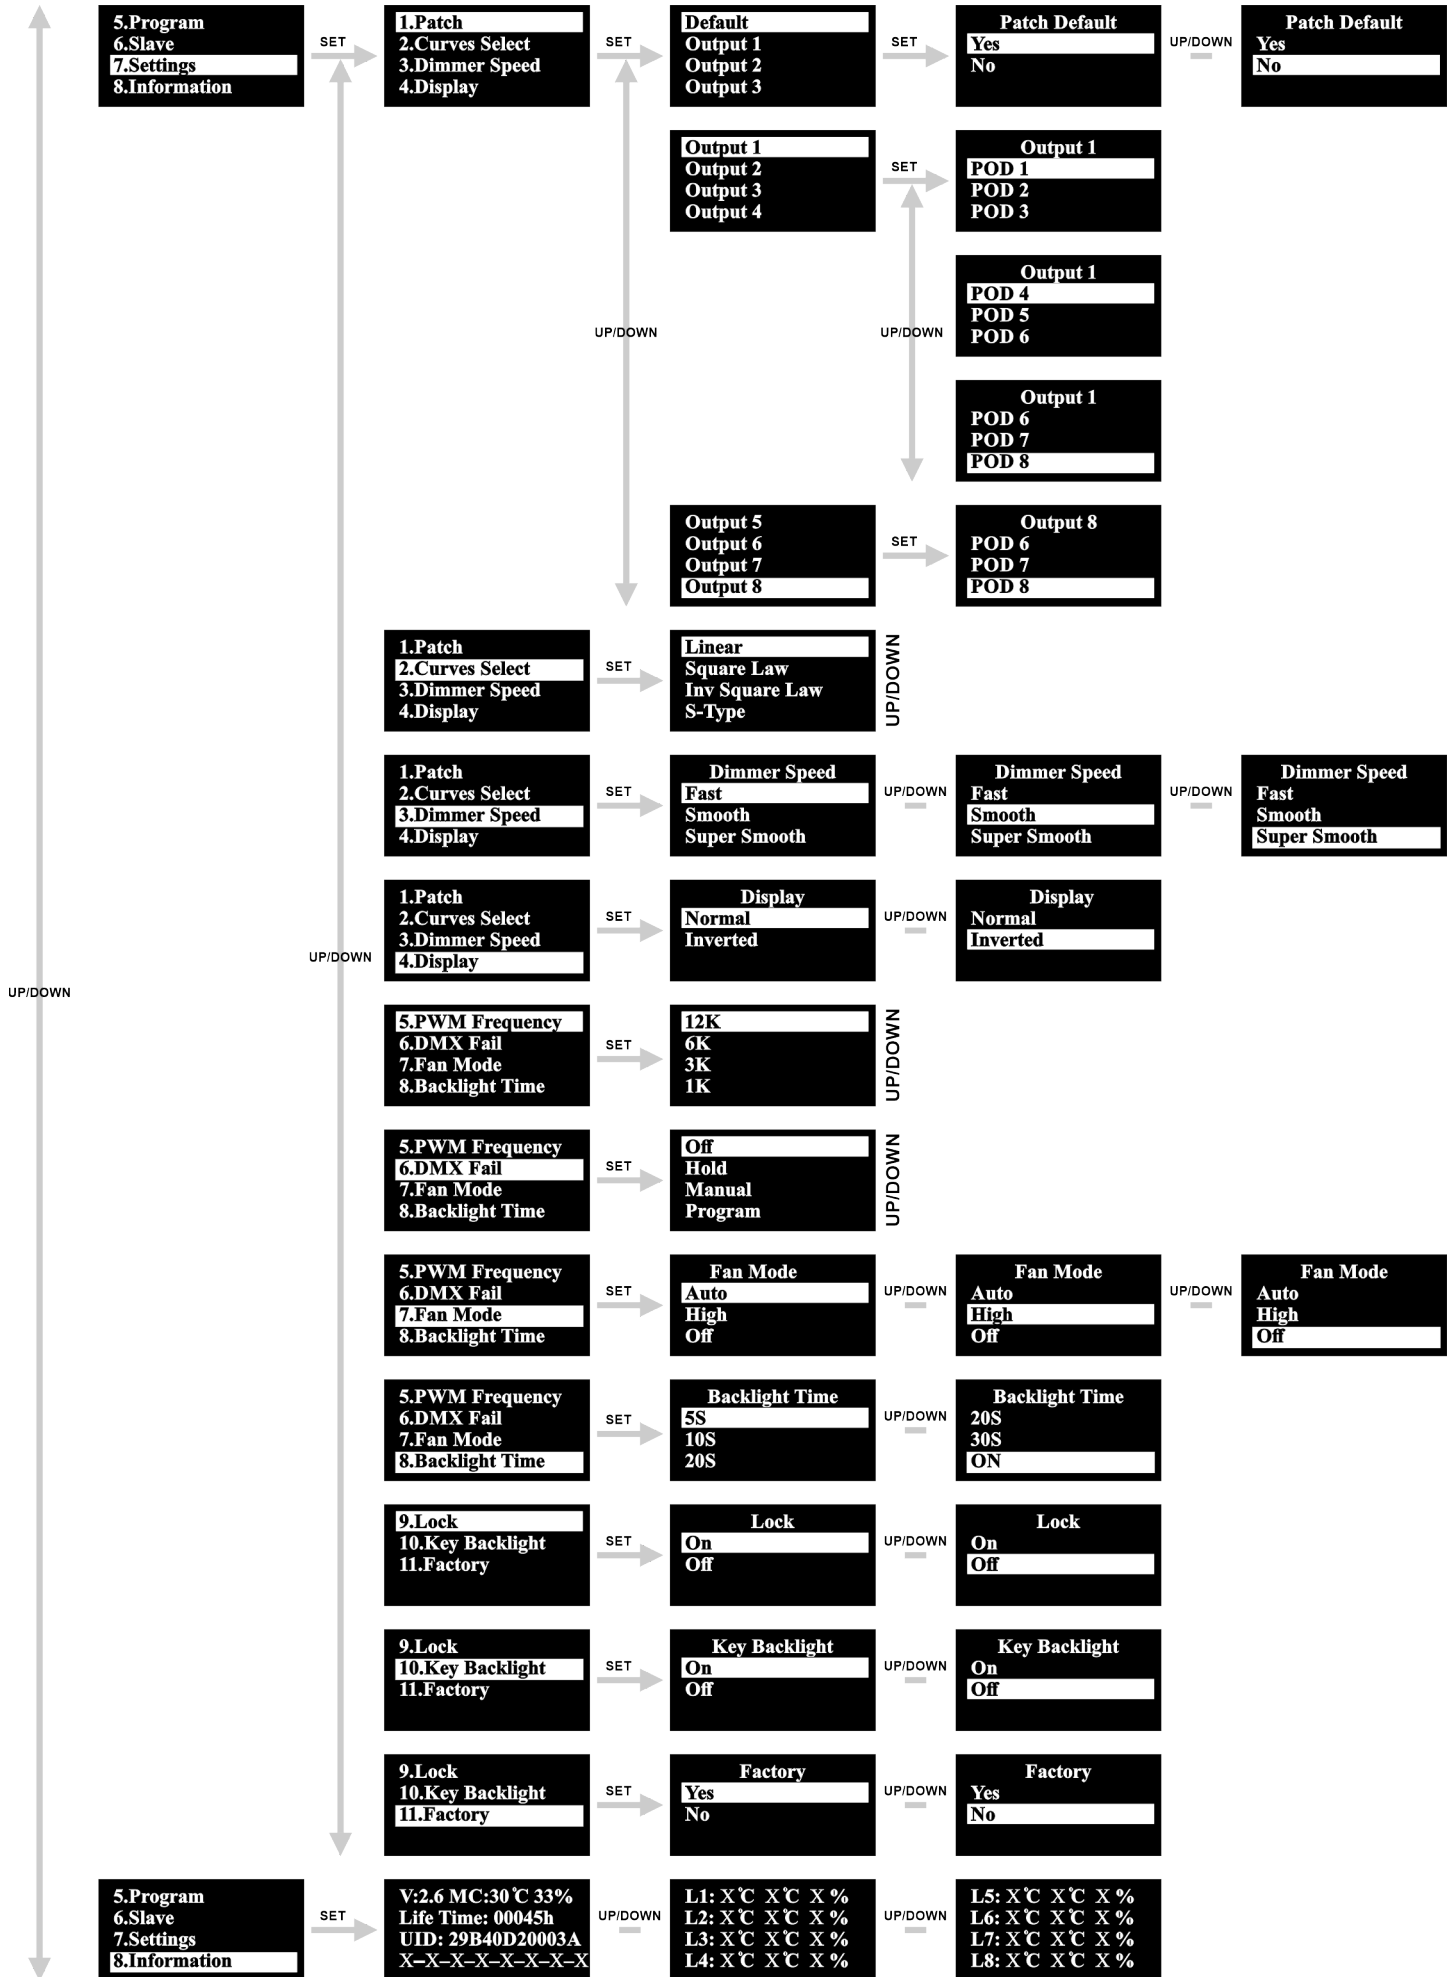 5.Program
6.Slave
7.Settings
8.Information
SET
1.Patch
2.Curves Select
3.Dimmer Speed
4.Display
SET
Default
Output 1
Output 2
Output 3
SET
Patch Default
Yes
No
UP/DOWN
Patch Default
Yes
No
Output 1
Output 2
Output 3
Output 4
SET
Output 1
POD 1
POD 2
POD 3
Output 1
POD 4
POD 5
POD 6
UP/DOWN
UP/DOWN
Output 1
POD 6
POD 7
POD 8
Output 5
Output 6
Output 7
Output 8
SET
Output 8
POD 6
POD 7
POD 8
1.Patch
2.Curves Select
3.Dimmer Speed
4.Display
SET
Linear
Square Law
Inv Square Law
S-Type
UP/DOWN
1.Patch
2.Curves Select
3.Dimmer Speed
4.Display
SET
Dimmer Speed
Fast
Smooth
Super Smooth
UP/DOWN
Dimmer Speed
Fast
Smooth
Super Smooth
UP/DOWN
Dimmer Speed
Fast
Smooth
Super Smooth
1.Patch
2.Curves Select
3.Dimmer Speed
4.Display
SET
Display
Normal
Inverted
UP/DOWN
Display
Normal
Inverted
UP/DOWN
UP/DOWN
5.PWM Frequency
6.DMX Fail
7.Fan Mode
8.Backlight Time
SET
12K
6K
3K
1K
UP/DOWN
5.PWM Frequency
6.DMX Fail
7.Fan Mode
8.Backlight Time
SET
Off
Hold
Manual
Program
UP/DOWN
5.PWM Frequency
6.DMX Fail
7.Fan Mode
8.Backlight Time
SET
Fan Mode
Auto
High
Off
UP/DOWN
Fan Mode
Auto
High
Off
UP/DOWN
Fan Mode
Auto
High
Off
5.PWM Frequency
6.DMX Fail
7.Fan Mode
8.Backlight Time
SET
Backlight Time
5S
10S
20S
UP/DOWN
Backlight Time
20S
30S
ON
9.Lock
10.Key Backlight
11.Factory
SET
Lock
On
Off
UP/DOWN
Lock
On
Off
9.Lock
10.Key Backlight
11.Factory
SET
Key Backlight
On
Off
UP/DOWN
Key Backlight
On
Off
9.Lock
10.Key Backlight
11.Factory
SET
Factory
Yes
No
UP/DOWN
Factory
Yes
No
5.Program
6.Slave
7.Settings
8.Information
SET
V:2.6 MC:30℃ 33%
Life Time: 00045h
UID: 29B40D20003A
X–X–X–X–X–X–X–X
UP/DOWN
L1: X℃ X℃ X %
L2: X℃ X℃ X %
L3: X℃ X℃ X %
L4: X℃ X℃ X %
UP/DOWN
L5: X℃ X℃ X %
L6: X℃ X℃ X %
L7: X℃ X℃ X %
L8: X℃ X℃ X %